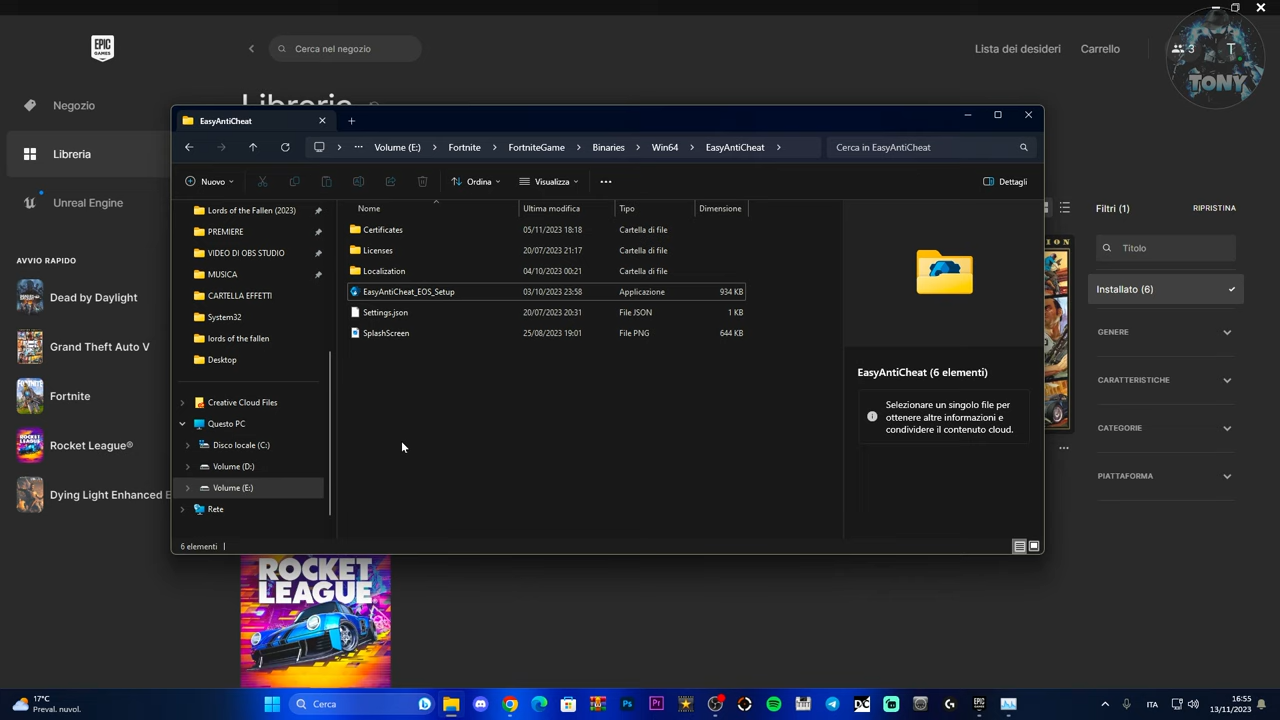 EPIC
GAMES
Cerca nel negozio
Lista dei desideri
Carrello
3
T
TONY
Negozio
Libreria
Unreal Engine
AVVIO RAPIDO
Dead by Daylight
Grand Theft Auto V
Fortnite
Rocket League®
Dying Light Enhanced E
Libreria
EasyAntiCheat
Volume (E:)
Fortnite
FortniteGame
Binaries
Win64
EasyAntiCheat
Cerca in EasyAntiCheat
Nuovo
Ordina
Visualizza
Dettagli
Lords of the Fallen (2023)
PREMIERE
VIDEO DI OBS STUDIO
MUSICA
CARTELLA EFFETTI
System32
lords of the fallen
Desktop
Creative Cloud Files
Questo PC
Disco locale (C:)
Volume (D:)
Volume (E:)
Rete
Nome Ultima modifica Tipo Dimensione
Certificates 05/11/2023 18:18 Cartella di file
Licenses 20/07/2023 21:17 Cartella di file
Localization 04/10/2023 00:21 Cartella di file
EasyAntiCheat_EOS_Setup 03/10/2023 23:58 Applicazione 934 KB
Settings.json 20/07/2023 20:31 File JSON 1 KB
SplashScreen 25/08/2023 19:01 File PNG 644 KB
EasyAntiCheat (6 elementi)
Selezionare un singolo file per
ottenere altre informazioni e
condividere il contenuto cloud.
6 elementi
Filtri (1)
RIPRISTINA
Titolo
Installato (6)
GENERE
CARATTERISTICHE
CATEGORIE
PIATTAFORMA
ROCKET
LEAGUE
17°C
Preval. nuvol.
Cerca
ITA
16:55
13/11/2023